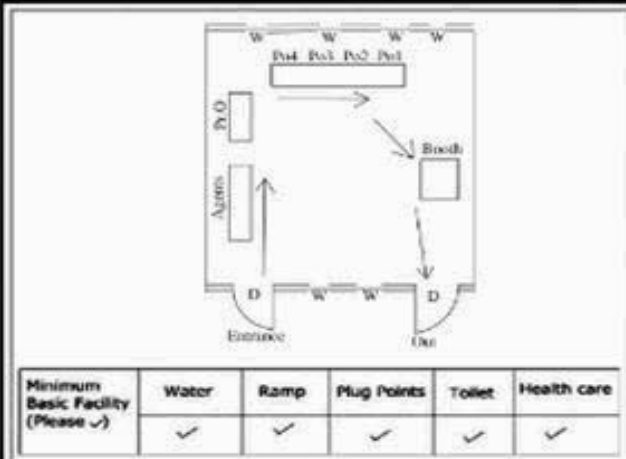 W W W W
Po4 Po3 Po2 Po1
Pr.O
Booth
Agents
D W W D
Entrance Out
Minimum Basic Facility (Please ✓)
Water Ramp Plug Points Toilet Health care
✓ ✓ ✓ ✓ ✓